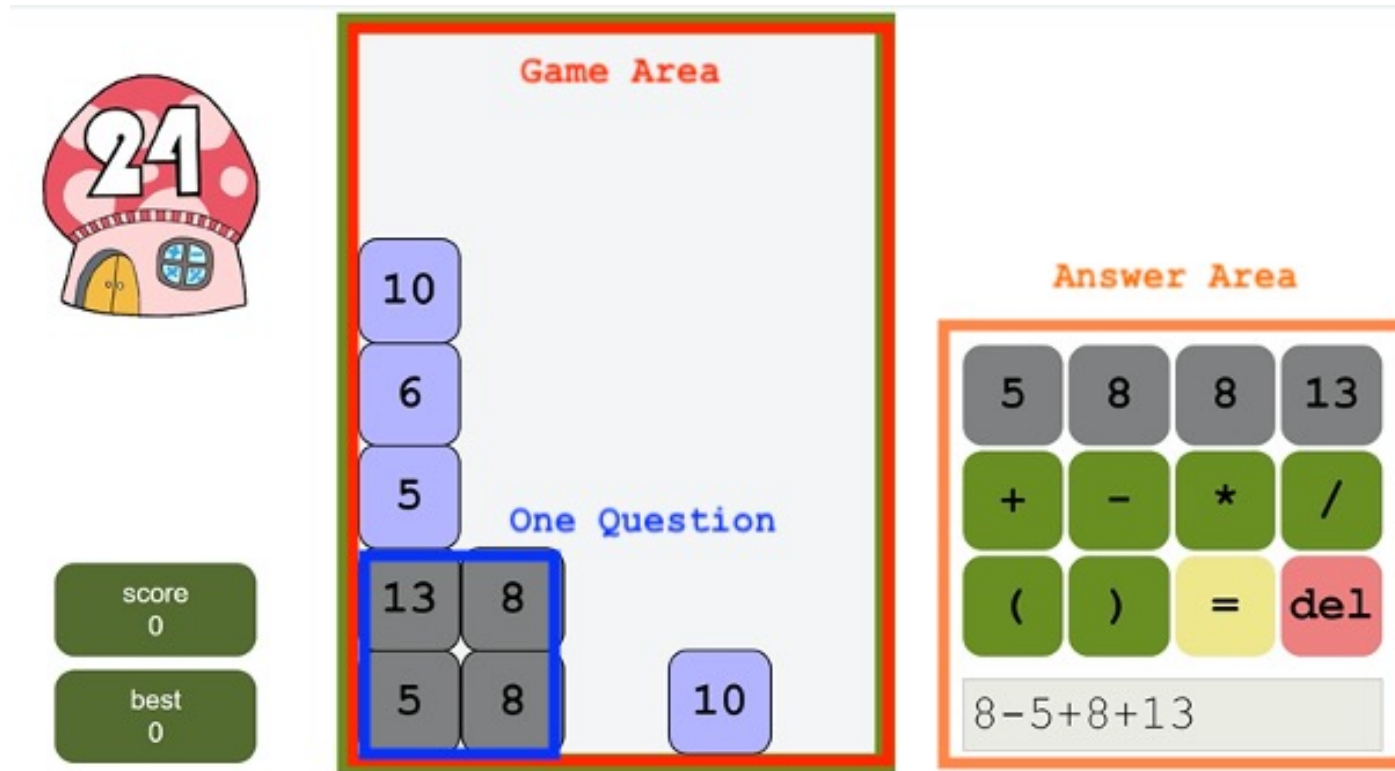 24
score
0
best
0
Game Area
10
6
5
One Question
13 8
5 8
10
Answer Area
5 8 8 13
+ - * /
( ) = del
8-5+8+13